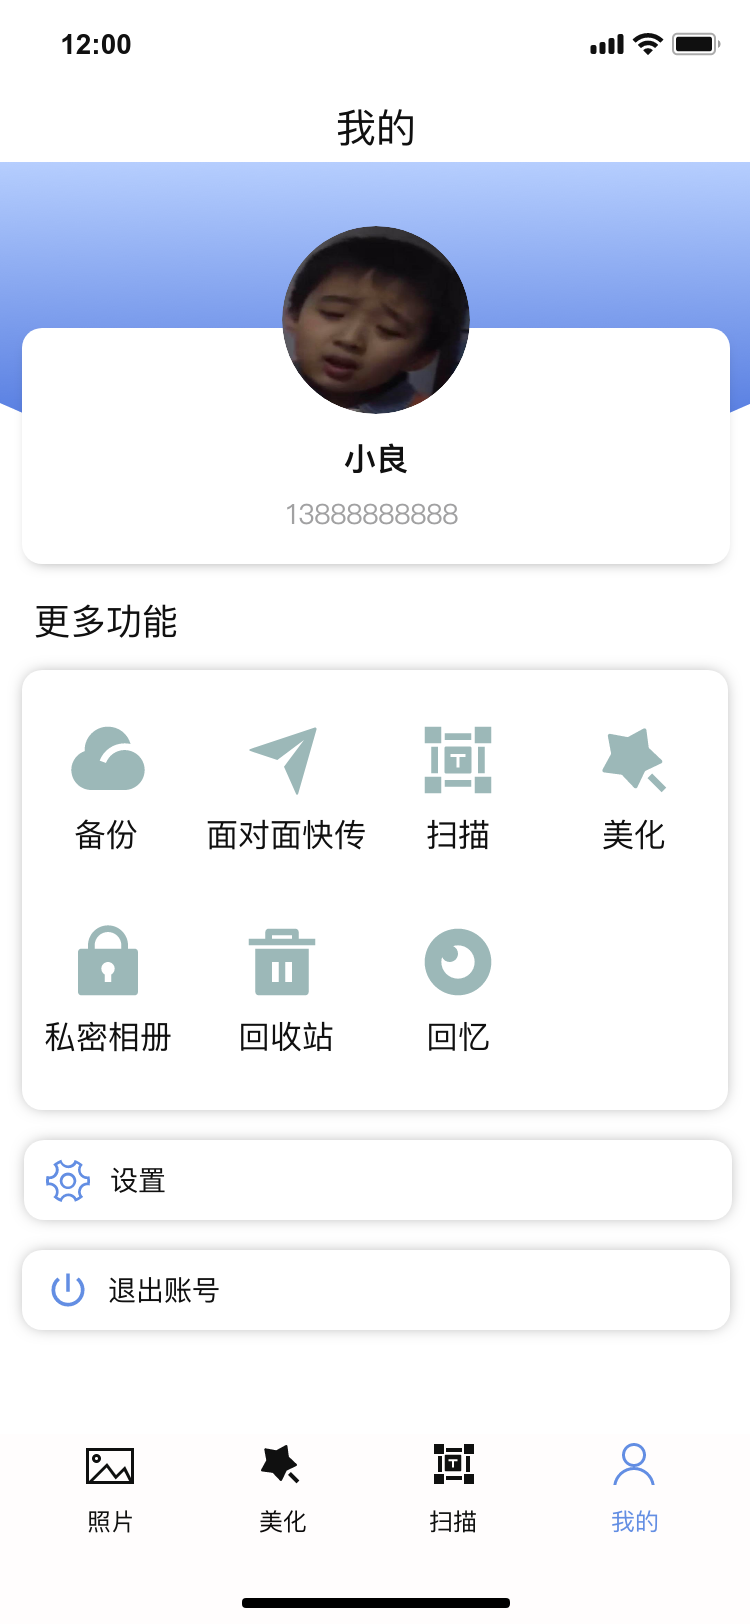 12:00
我的
小良
13888888888
更多功能
备份 面对面快传 扫描 美化
私密相册 回收站 回忆
设置
退出账号
照片 美化 扫描 我的